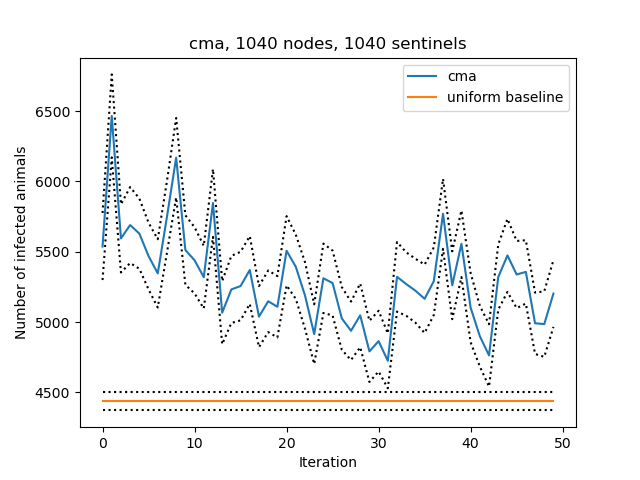 cma, 1040 nodes, 1040 sentinels
cma
uniform baseline
Number of infected animals
6500
6000
5500
5000
4500
0 10 20 30 40 50
Iteration